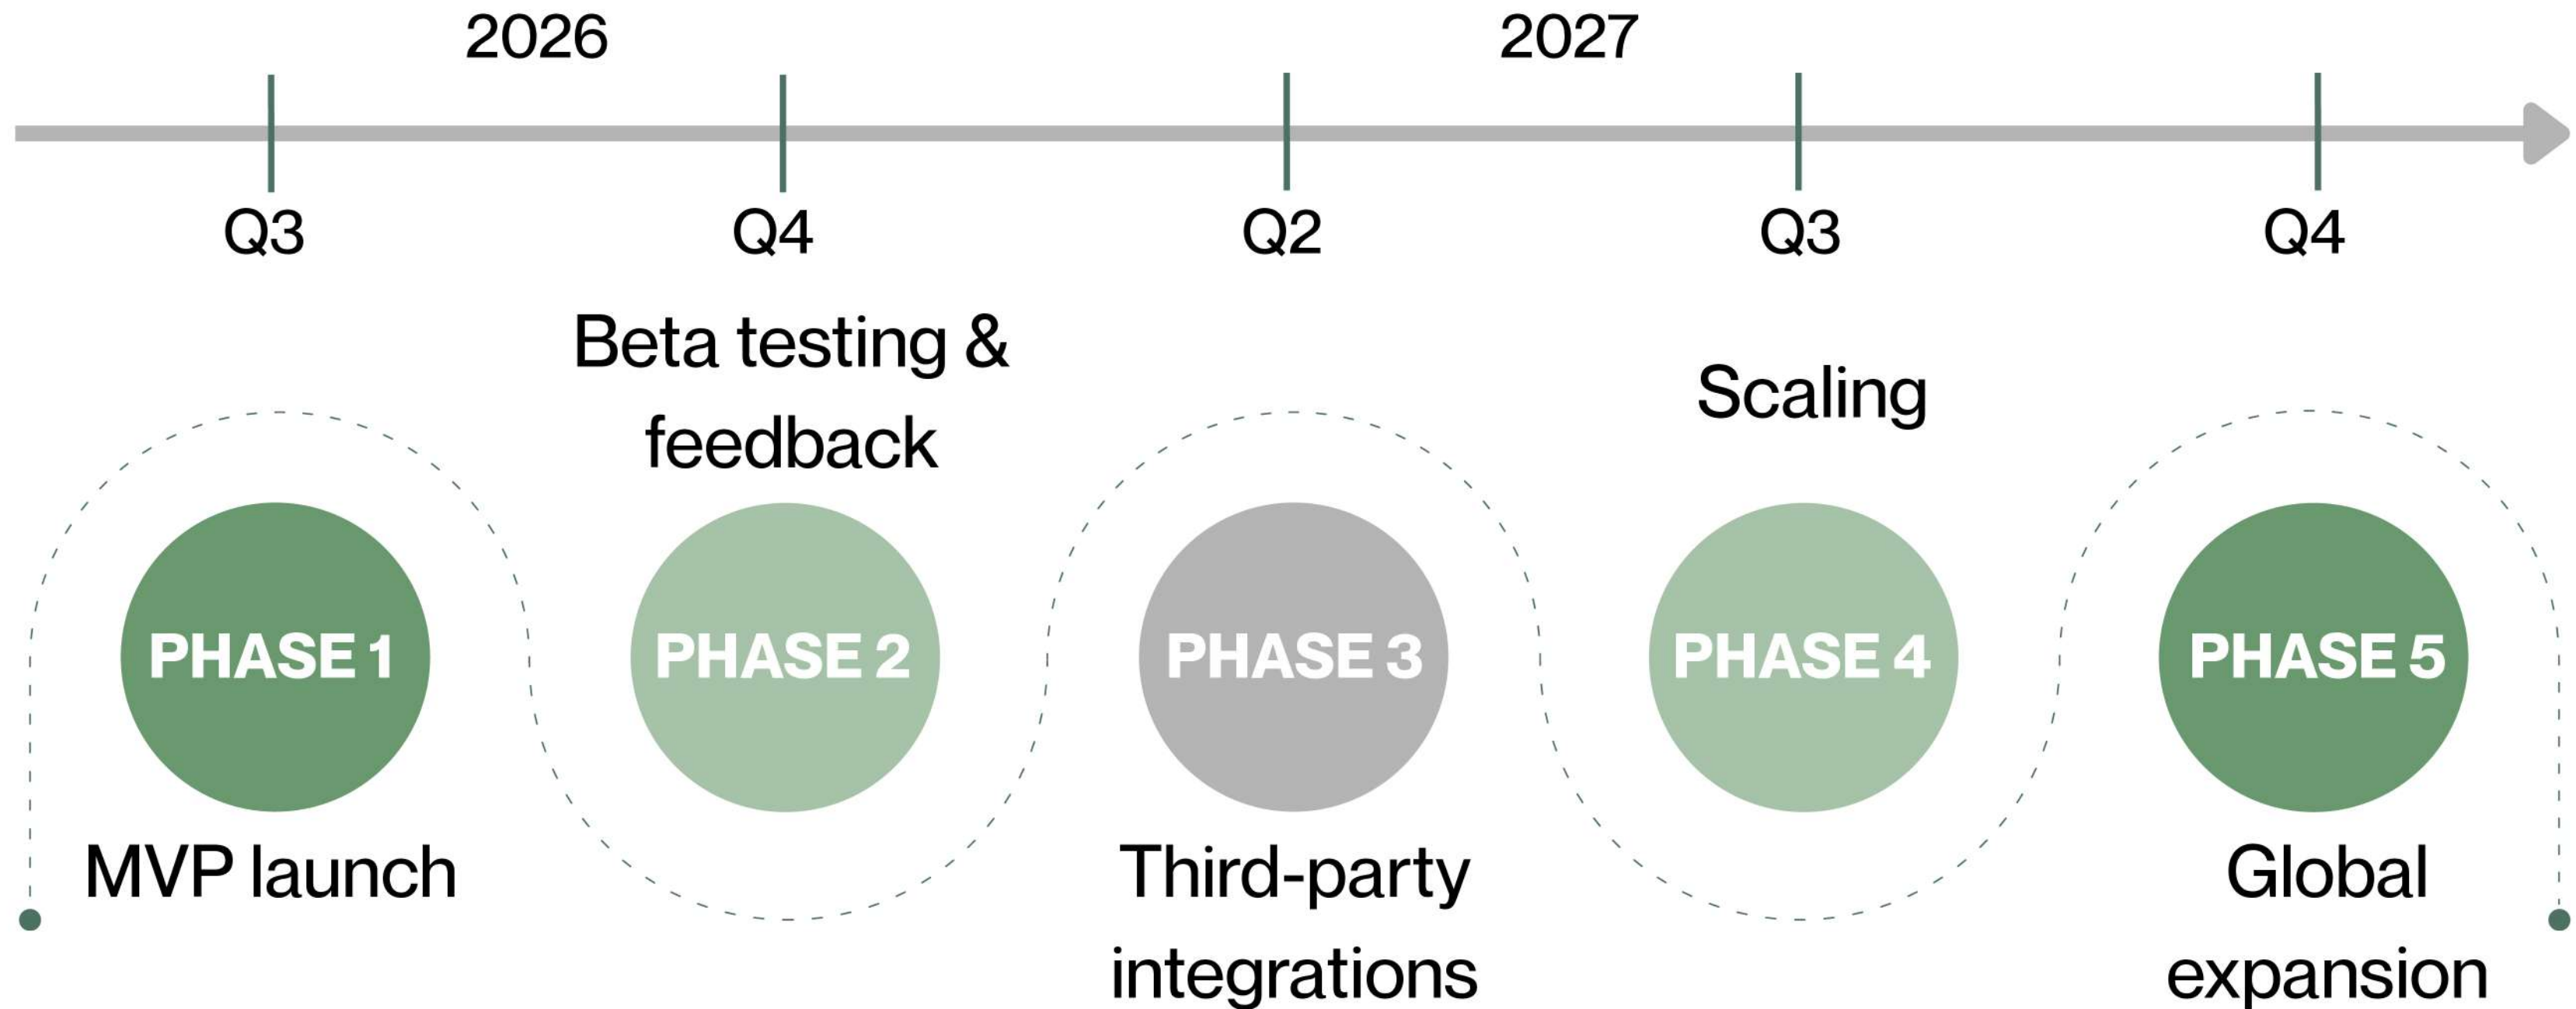 2026
2027
Q3
Q4
Q2
Q3
Q4
Beta testing &
feedback
Scaling
PHASE 1
PHASE 2
PHASE 3
PHASE 4
PHASE 5
MVP launch
Third-party
integrations
Global
expansion